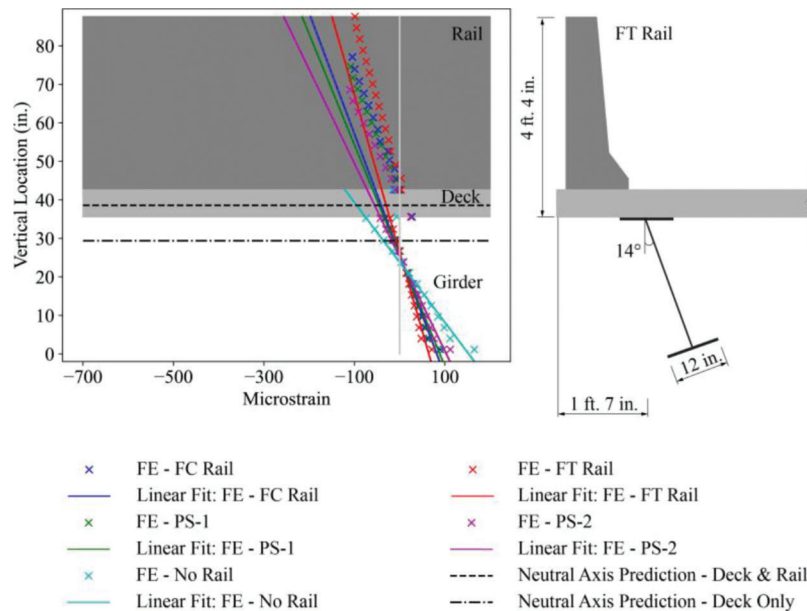 80
70
60
50
40
30
20
10
0
Vertical Location (in.)
Rail
Deck
Girder
−700
−500
−300
−100
100
Microstrain
FT Rail
4 ft. 4 in.
14°
12 in.
1 ft. 7 in.
FE - FC Rail
Linear Fit: FE - FC Rail
FE - PS-1
Linear Fit: FE - PS-1
FE - No Rail
Linear Fit: FE - No Rail
FE - FT Rail
Linear Fit: FE - FT Rail
FE - PS-2
Linear Fit: FE - PS-2
Neutral Axis Prediction - Deck & Rail
Neutral Axis Prediction - Deck Only